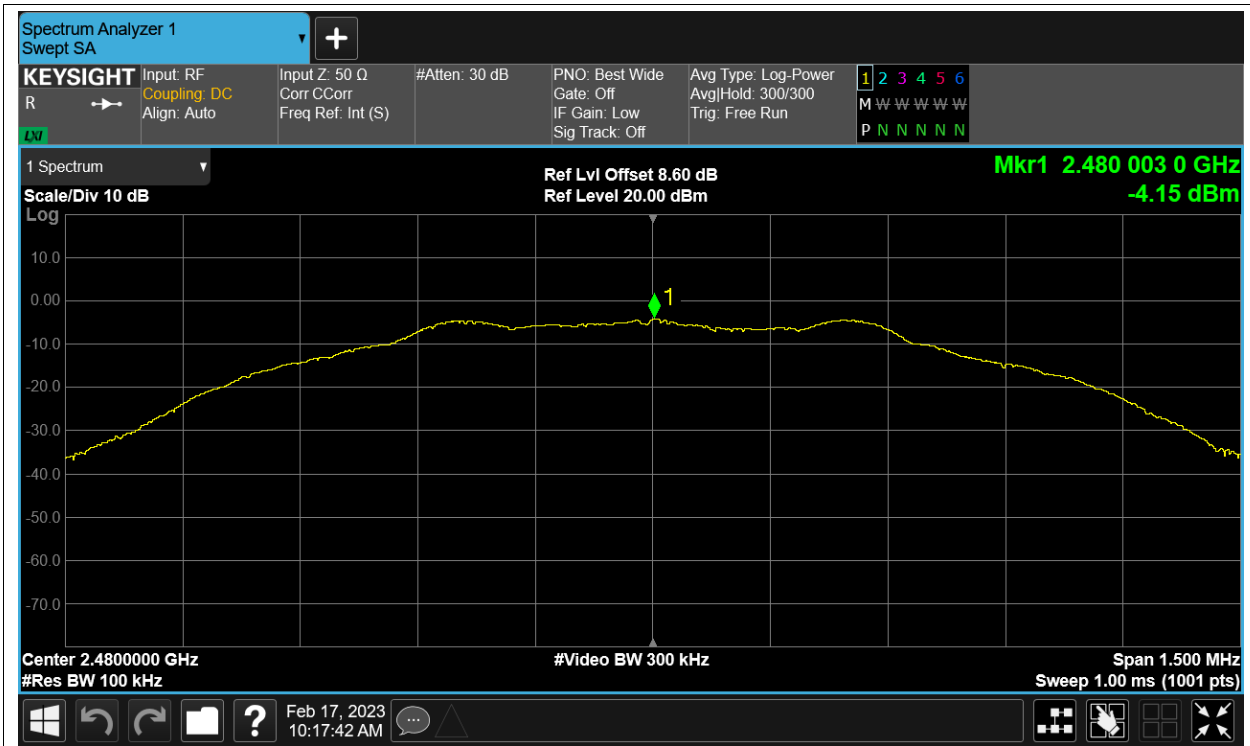 Spectrum Analyzer 1
Swept SA
▼
+
KEYSIGHT
R
LXI
Input: RF
Coupling: DC
Align: Auto
Input Z: 50 Ω
Corr CCorr
Freq Ref: Int (S)
#Atten: 30 dB
PNO: Best Wide
Gate: Off
IF Gain: Low
Sig Track: Off
Avg Type: Log-Power
Avg|Hold: 300/300
Trig: Free Run
1 2 3 4 5 6
M W W W W W W
P N N N N N
1 Spectrum ▼
Scale/Div 10 dB
Log
Ref Lvl Offset 8.60 dB
Ref Level 20.00 dBm
Mkr1 2.480 003 0 GHz
-4.15 dBm
10.0
0.00
-10.0
-20.0
-30.0
-40.0
-50.0
-60.0
-70.0
1
Center 2.4800000 GHz
#Res BW 100 kHz
#Video BW 300 kHz
Span 1.500 MHz
Sweep 1.00 ms (1001 pts)
?
Feb 17, 2023
10:17:42 AM